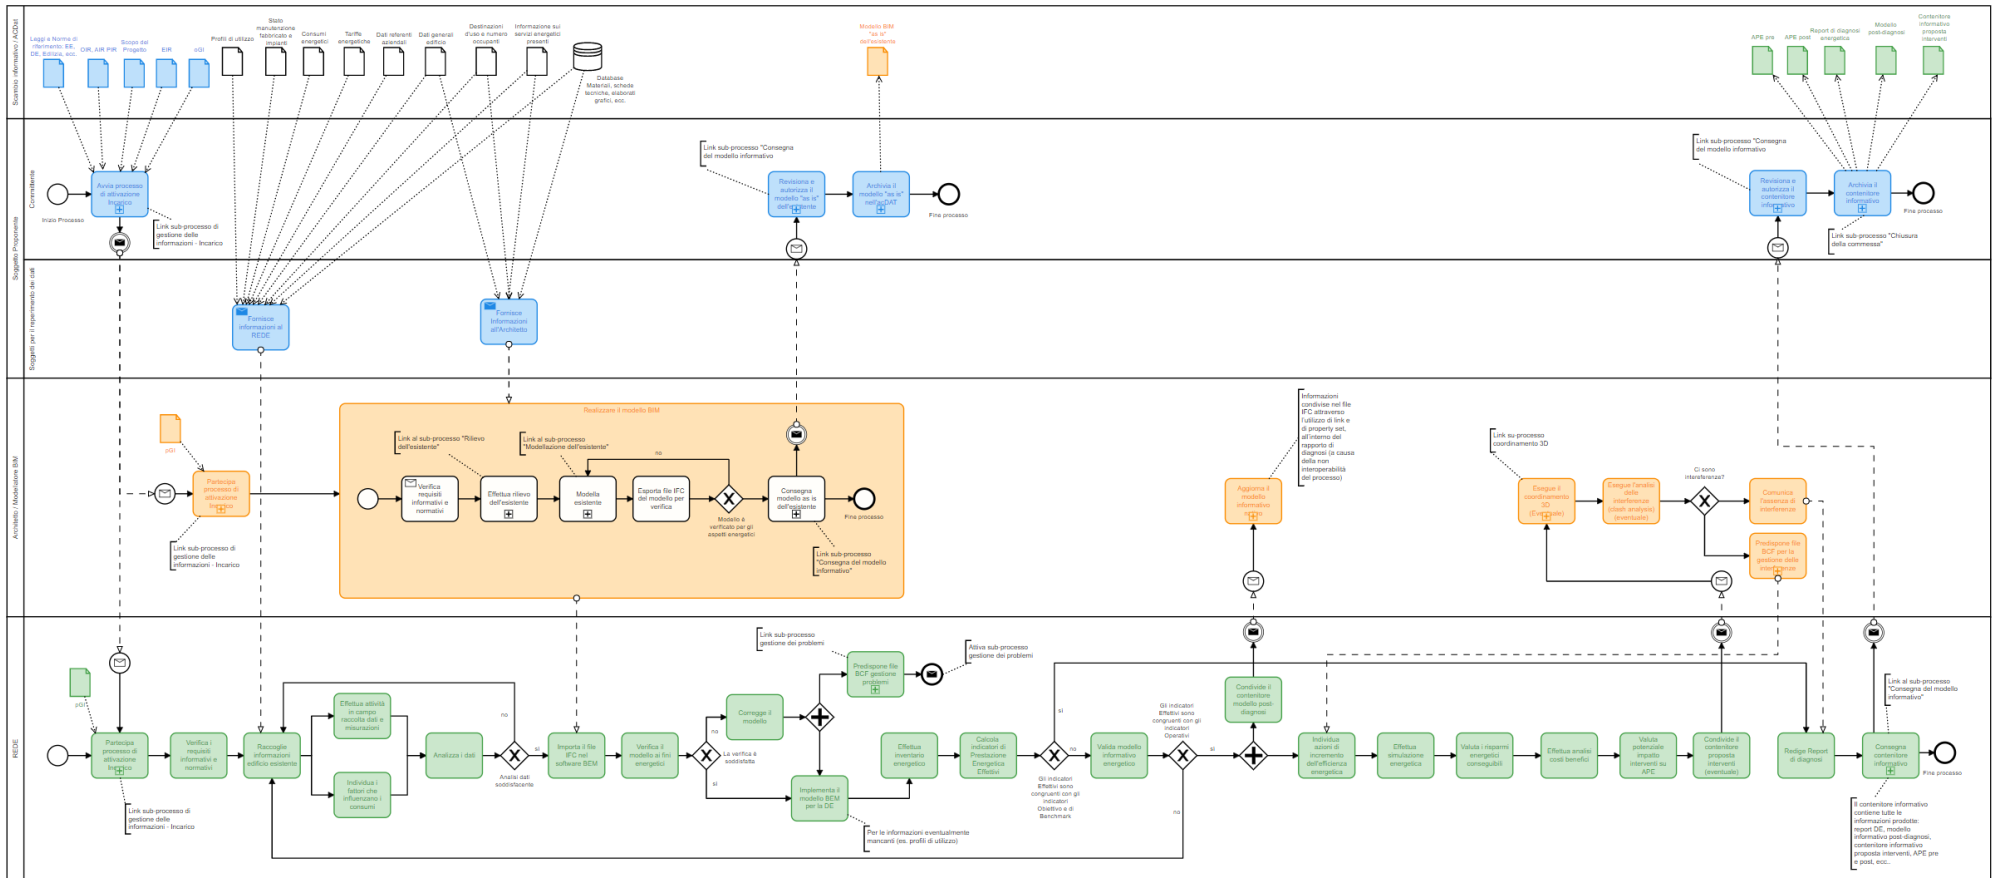 Scambio informativo / ACDat
Leggi e Norme di
riferimento: EE,
DE, Edilizia, ecc.
OIR, AIR PIR
Scopo del
Progetto
EIR
pGI
Profili di utilizzo
Stato
manutenzione
fabbricato e
impianti
Consumi
energetici
Tariffe
energetiche
Dati referenti
aziendali
Dati generali
edificio
Destinazioni
d'uso e numero
occupanti
Informazione sui
servizi energetici
presenti
Database
Materiali, schede
tecniche, elaborati
grafici, ecc.
Modello BIM
"as is"
dell'esistente
APE pre
APE post
Report di diagnosi
energetica
Modello
post-diagnosi
Contenitore
informativo
proposta
interventi
Soggetto Proponente
Committente
Inizio Processo
Avvia processo
di attivazione
Incarico
Link sub-processo di
gestione delle
informazioni - Incarico
Link sub-processo "Consegna
del modello informativo
Revisiona e
autorizza il
modello "as is"
dell'esistente
Archivia il
modello "as is"
nell'acDAT
Fine processo
Link sub-processo "Consegna
del modello informativo
Revisiona e
autorizza il
contenitore
informativo
Archivia il
contenitore
informativo
Fine processo
Link sub-processo "Chiusura
della commessa"
Soggetti per il reperimento dei dati
Fornisce
informazioni al
REDE
Fornisce
Informazioni
all'Architetto
Architetto / Modellatore BIM
pGI
Partecipa
processo di
attivazione
Incarico
Link sub-processo di
gestione delle
informazioni - Incarico
Realizzare il modello BIM
Link al sub-processo "Rilievo
dell'esistente"
Link al sub-processo
"Modellazione dell'esistente"
no
Verifica
requisiti
informativi e
normativi
Effettua rilievo
dell'esistente
Modella
esistente
Esporta file IFC
del modello per
verifica
Modello è
verificato per gli
aspetti energetici
Consegna
modello as is
dell'esistente
Fine processo
Link sub-processo
"Consegna del modello
informativo"
Informazioni
condivise nel file
IFC attraverso
l'utilizzo di link e
di property set,
all'interno del
rapporto di
diagnosi (a causa
della non
interoperabilità
del processo)
Aggiorna il
modello
informativo
Link su-processo
coordinamento 3D
Esegue il
coordinamento
3D
(Eventuale)
Esegue l'analisi
delle
interferenze
(clash analysis)
(eventuale)
Ci sono
intereferenze?
Comunica
l'assenza di
interferenze
Predispone file
BCF per la
gestione delle
interferenze
REDE
pGI
Partecipa
processo di
attivazione
Incarico
Link sub-processo di
gestione delle
informazioni - Incarico
Verifica i
requisiti
informativi e
normativi
Raccoglie
informazioni
edificio esistente
Effettua attività
in campo
raccolta dati e
misurazioni
Individua i
fattori che
influenzano i
consumi
Analizza i dati
no
si
Analisi dati
soddisfacente
Importa il file
IFC nel
software BEM
Verifica il
modello ai fini
energetici
no
La verifica è
soddisfatta
si
Corregge il
modello
Link sub-processo
gestione dei problemi
Predispone file
BCF gestione
problemi
Attiva sub-processo
gestione dei problemi
Implementa il
modello BEM
per la DE
Per le informazioni eventualmente
mancanti (es. profili di utilizzo)
Effettua
inventario
energetico
Calcola
indicatori di
Prestazione
Energetica
Effettivi
si
no
Gli indicatori
Effettivi sono
congruenti con gli
indicatori
Obiettivo e di
Benchmark
Valida modello
informativo
energetico
Gli indicatori
Effettivi sono
congruenti con gli
indicatori
Operativi
si
no
Condivide il
contenitore
modello post-
diagnosi
Individua
azioni di
incremento
dell'efficienza
energetica
Effettua
simulazione
energetica
Valuta i risparmi
energetici
conseguibili
Effettua analisi
costi benefici
Valuta
potenziale
impatto
interventi su
APE
Condivide il
contenitore
proposta
interventi
(eventuale)
Redige Report
di diagnosi
Link al sub-processo
"Consegna del modello
informativo"
Consegna
contenitore
informativo
Fine processo
Il contenitore informativo
contiene tutte le
informazioni prodotte:
report DE, modello
informativo post-diagnosi,
contenitore informativo
proposta interventi, APE pre
e post, ecc..